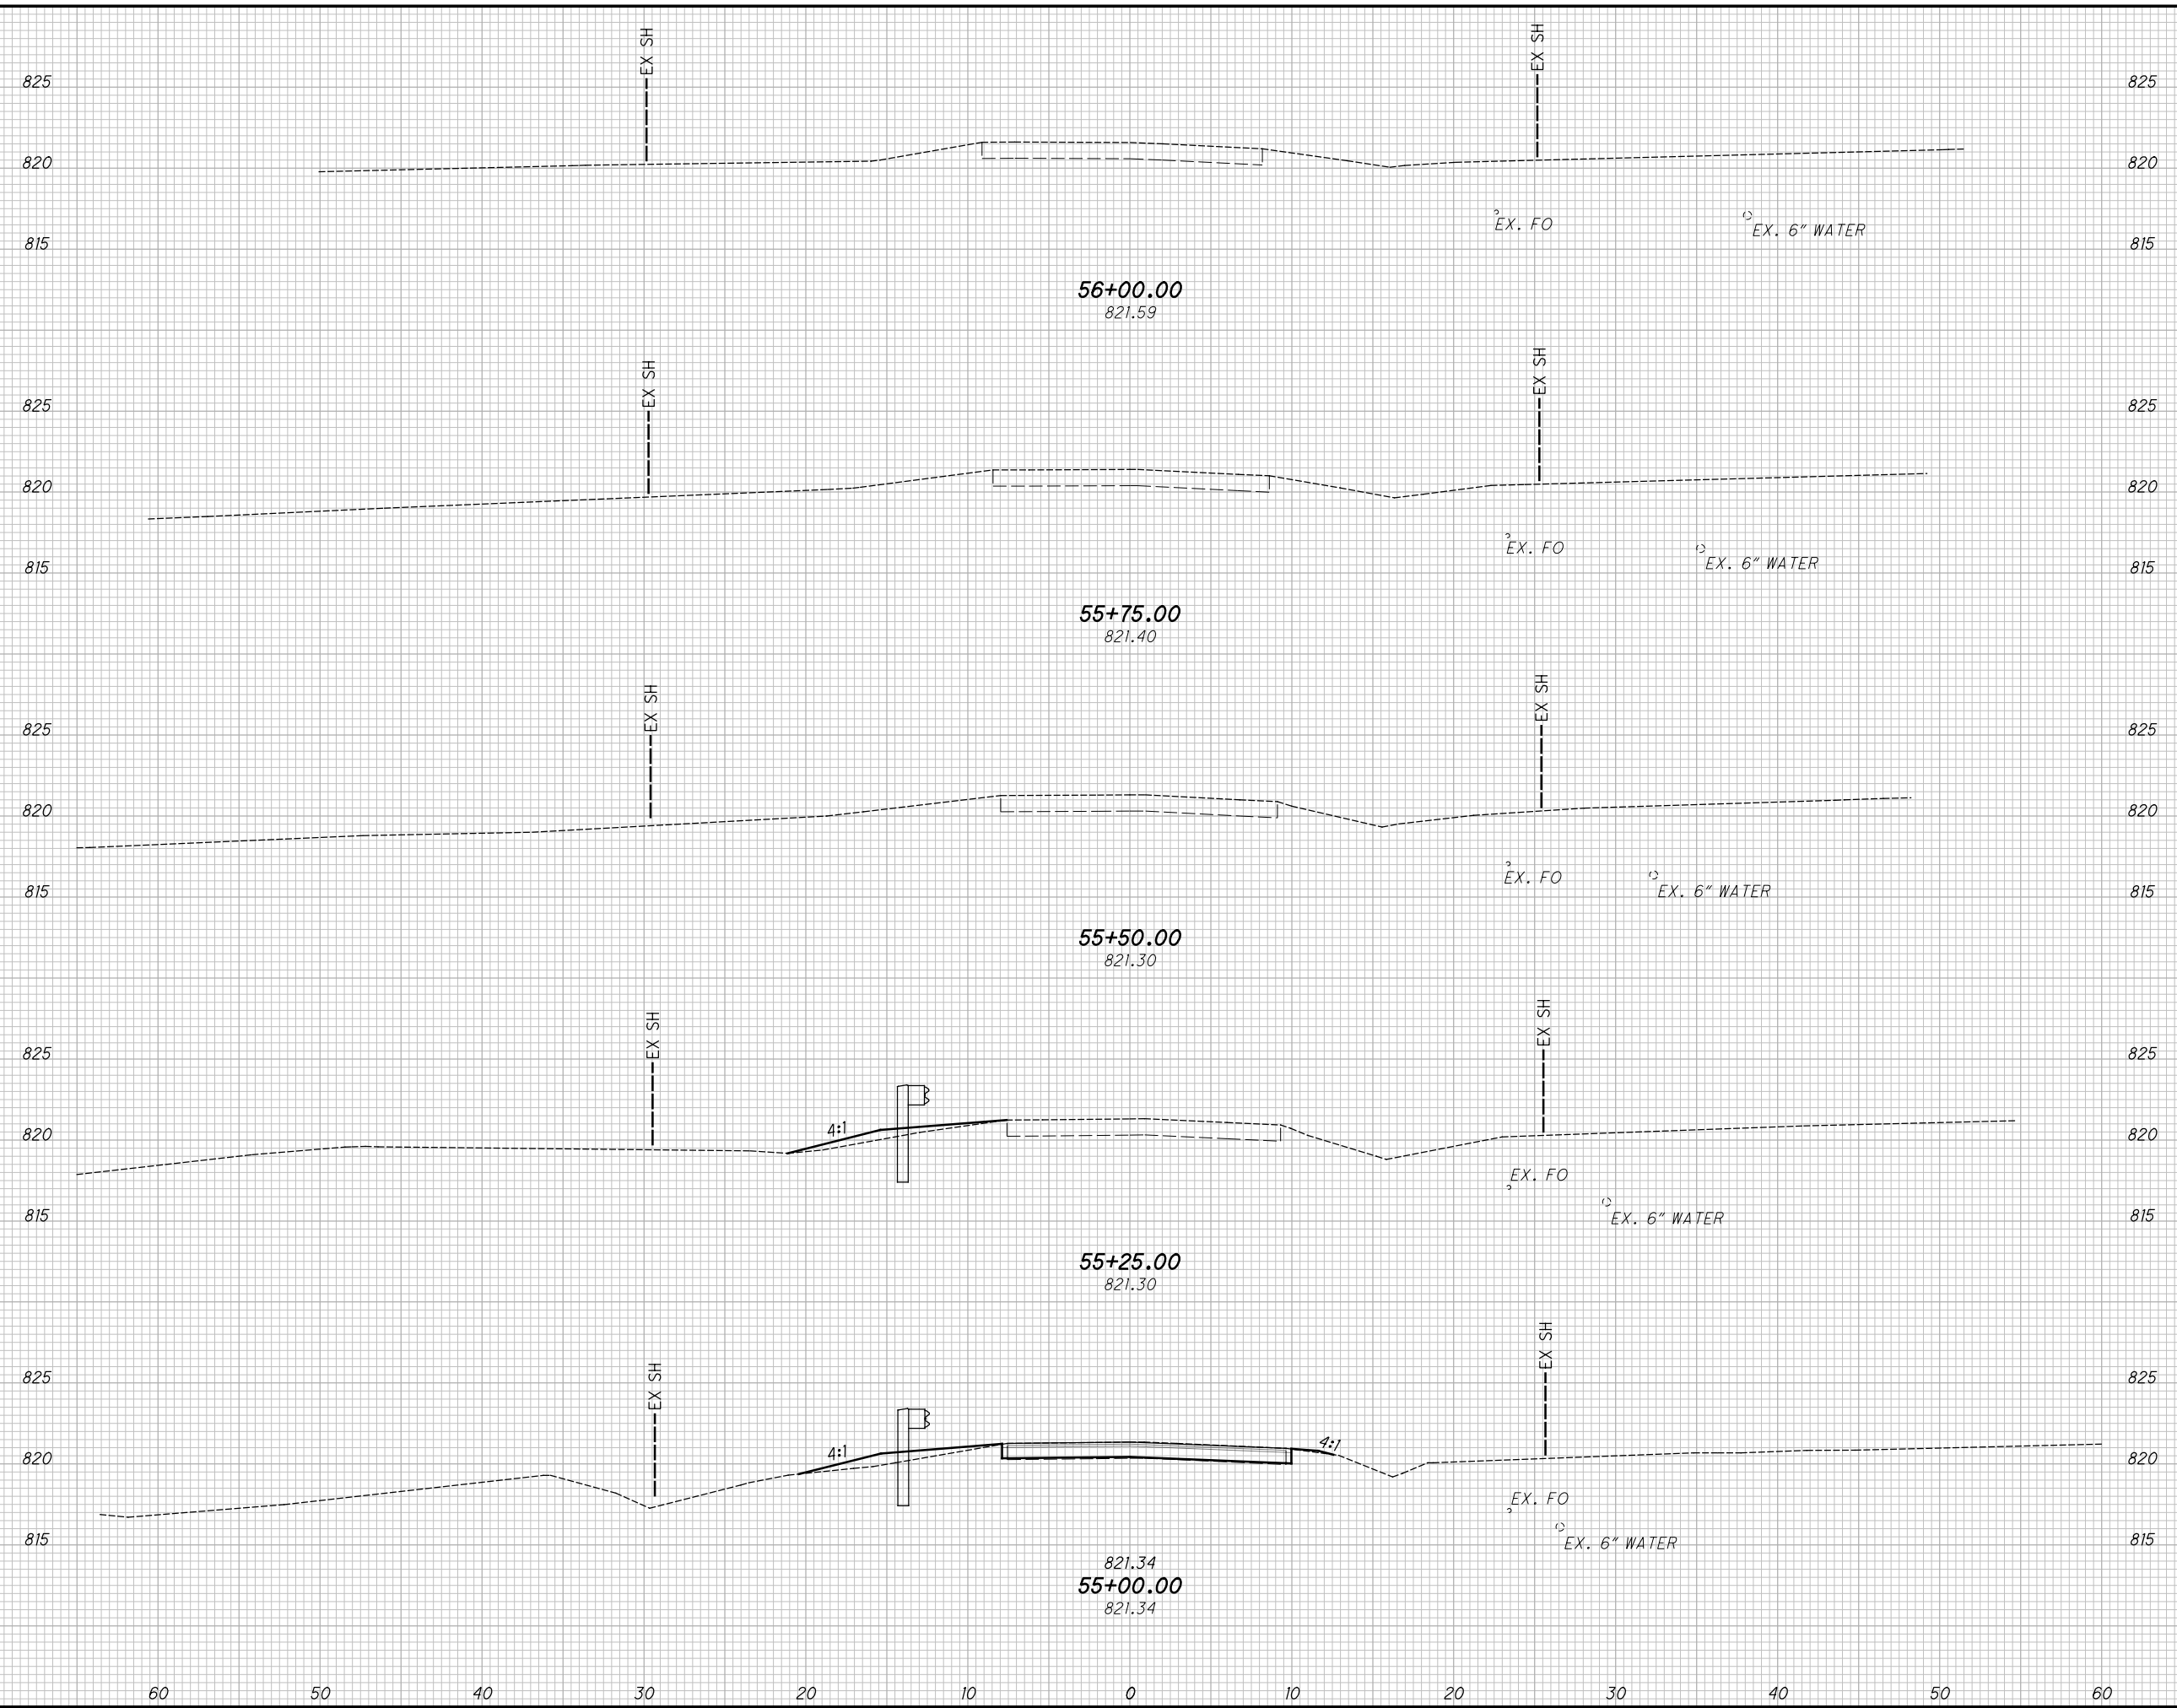 EX SH
EX SH
825 825
820 820
EX. FO
EX. 6" WATER
815 815
56+00.00
821.59
EX SH
EX SH
825 825
820 820
EX. FO
EX. 6" WATER
815 815
55+75.00
821.40
EX SH
EX SH
825 825
820 820
EX. FO
EX. 6" WATER
815 815
55+50.00
821.30
EX SH
EX SH
825 825
4:1
820 820
EX. FO
EX. 6" WATER
815 815
55+25.00
821.30
EX SH
EX SH
825 825
4:1 4:1
820 820
EX. FO
EX. 6" WATER
815 815
821.34
55+00.00
821.34
60 50 40 30 20 10 0 10 20 30 40 50 60